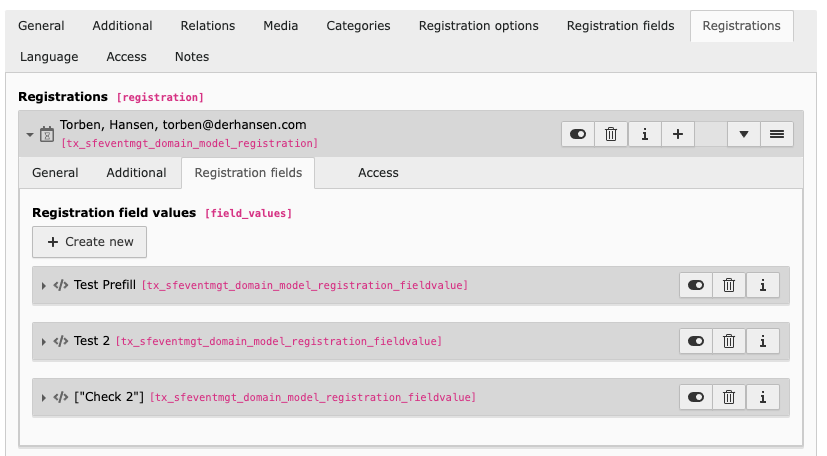 General Additional Relations Media Categories Registration options Registration fields Registrations
Language Access Notes
Registrations [registration]
Torben, Hansen, torben@derhansen.com
[tx_sfeventmgt_domain_model_registration]
General Additional Registration fields Access
Registration field values [field_values]
+ Create new
</> Test Prefill [tx_sfeventmgt_domain_model_registration_fieldvalue]
</> Test 2 [tx_sfeventmgt_domain_model_registration_fieldvalue]
</> ["Check 2"] [tx_sfeventmgt_domain_model_registration_fieldvalue]